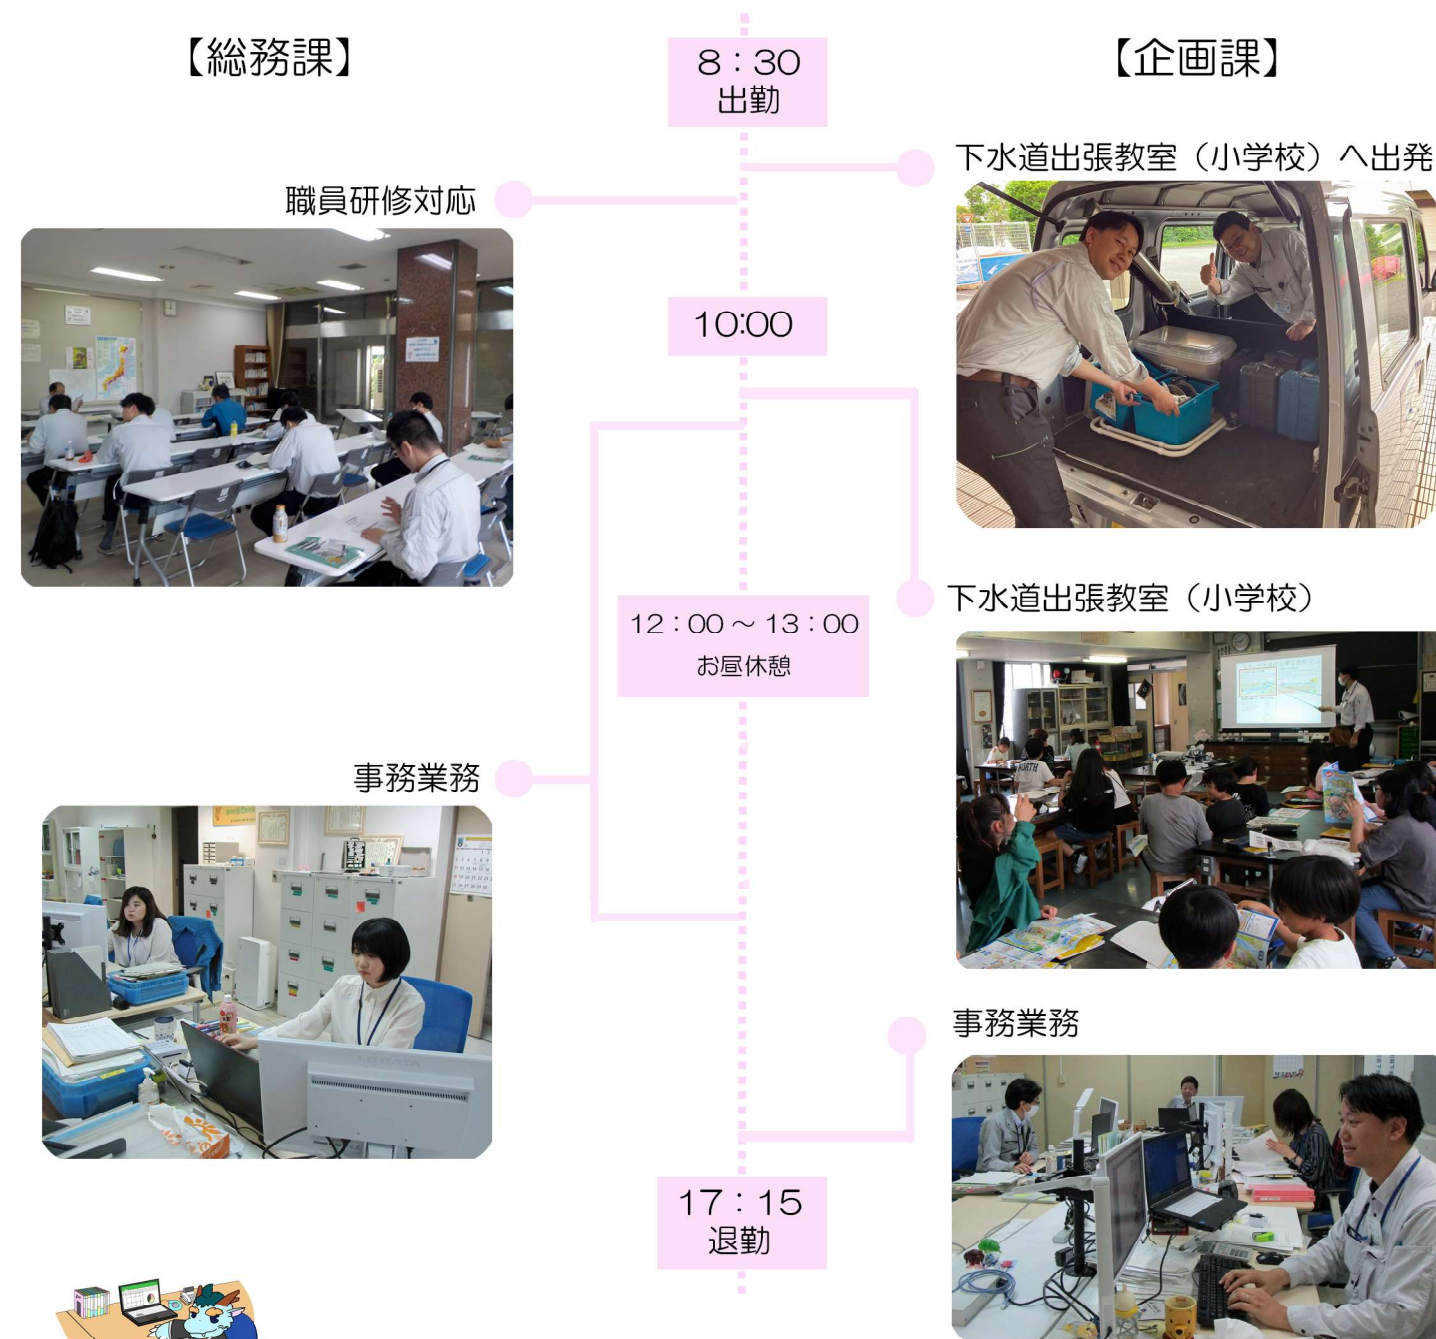 【総務課】
8：30
出勤
【企画課】
下水道出張教室（小学校）へ出発
職員研修対応
10:00
12：00～13：00
お昼休憩
下水道出張教室（小学校）
事務業務
事務業務
17：15
退勤